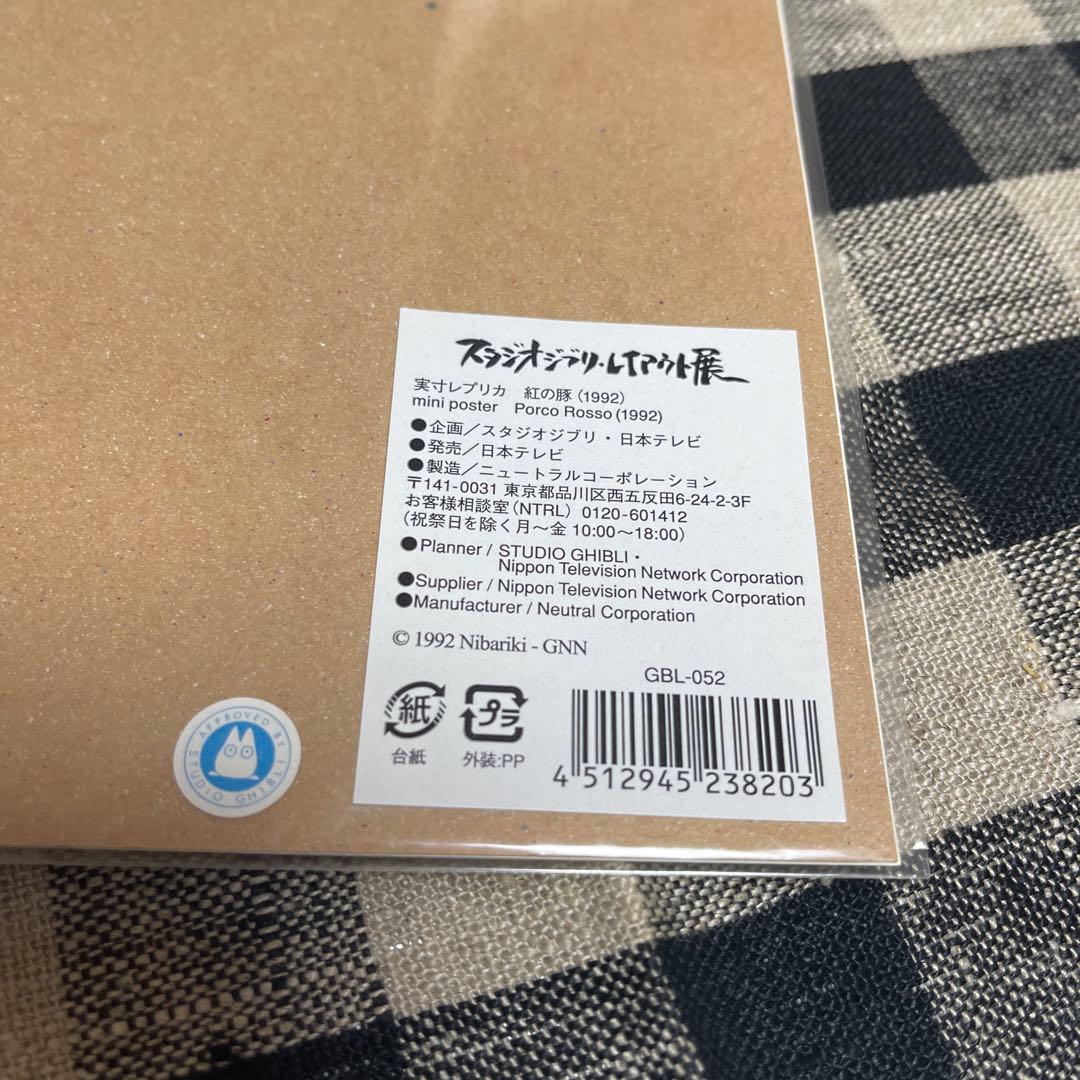 スタジオジブリ・レイアウト展
実寸レプリカ　紅の豚（1992）
mini poster　Porco Rosso (1992)
●企画／スタジオジブリ・日本テレビ
●発売／日本テレビ
●製造／ニュートラルコーポレーション
〒141-0031 東京都品川区西五反田6-24-2-3F
お客様相談室（NTRL）0120-601412
（祝祭日を除く月～金 10:00～18:00）
●Planner / STUDIO GHIBLI・
Nippon Television Network Corporation
●Supplier / Nippon Television Network Corporation
●Manufacturer / Neutral Corporation
© 1992 Nibariki - GNN
GBL-052
紙
台紙
プラ
外装:PP
4 512945 238203
APPROVED BY STUDIO GHIBLI